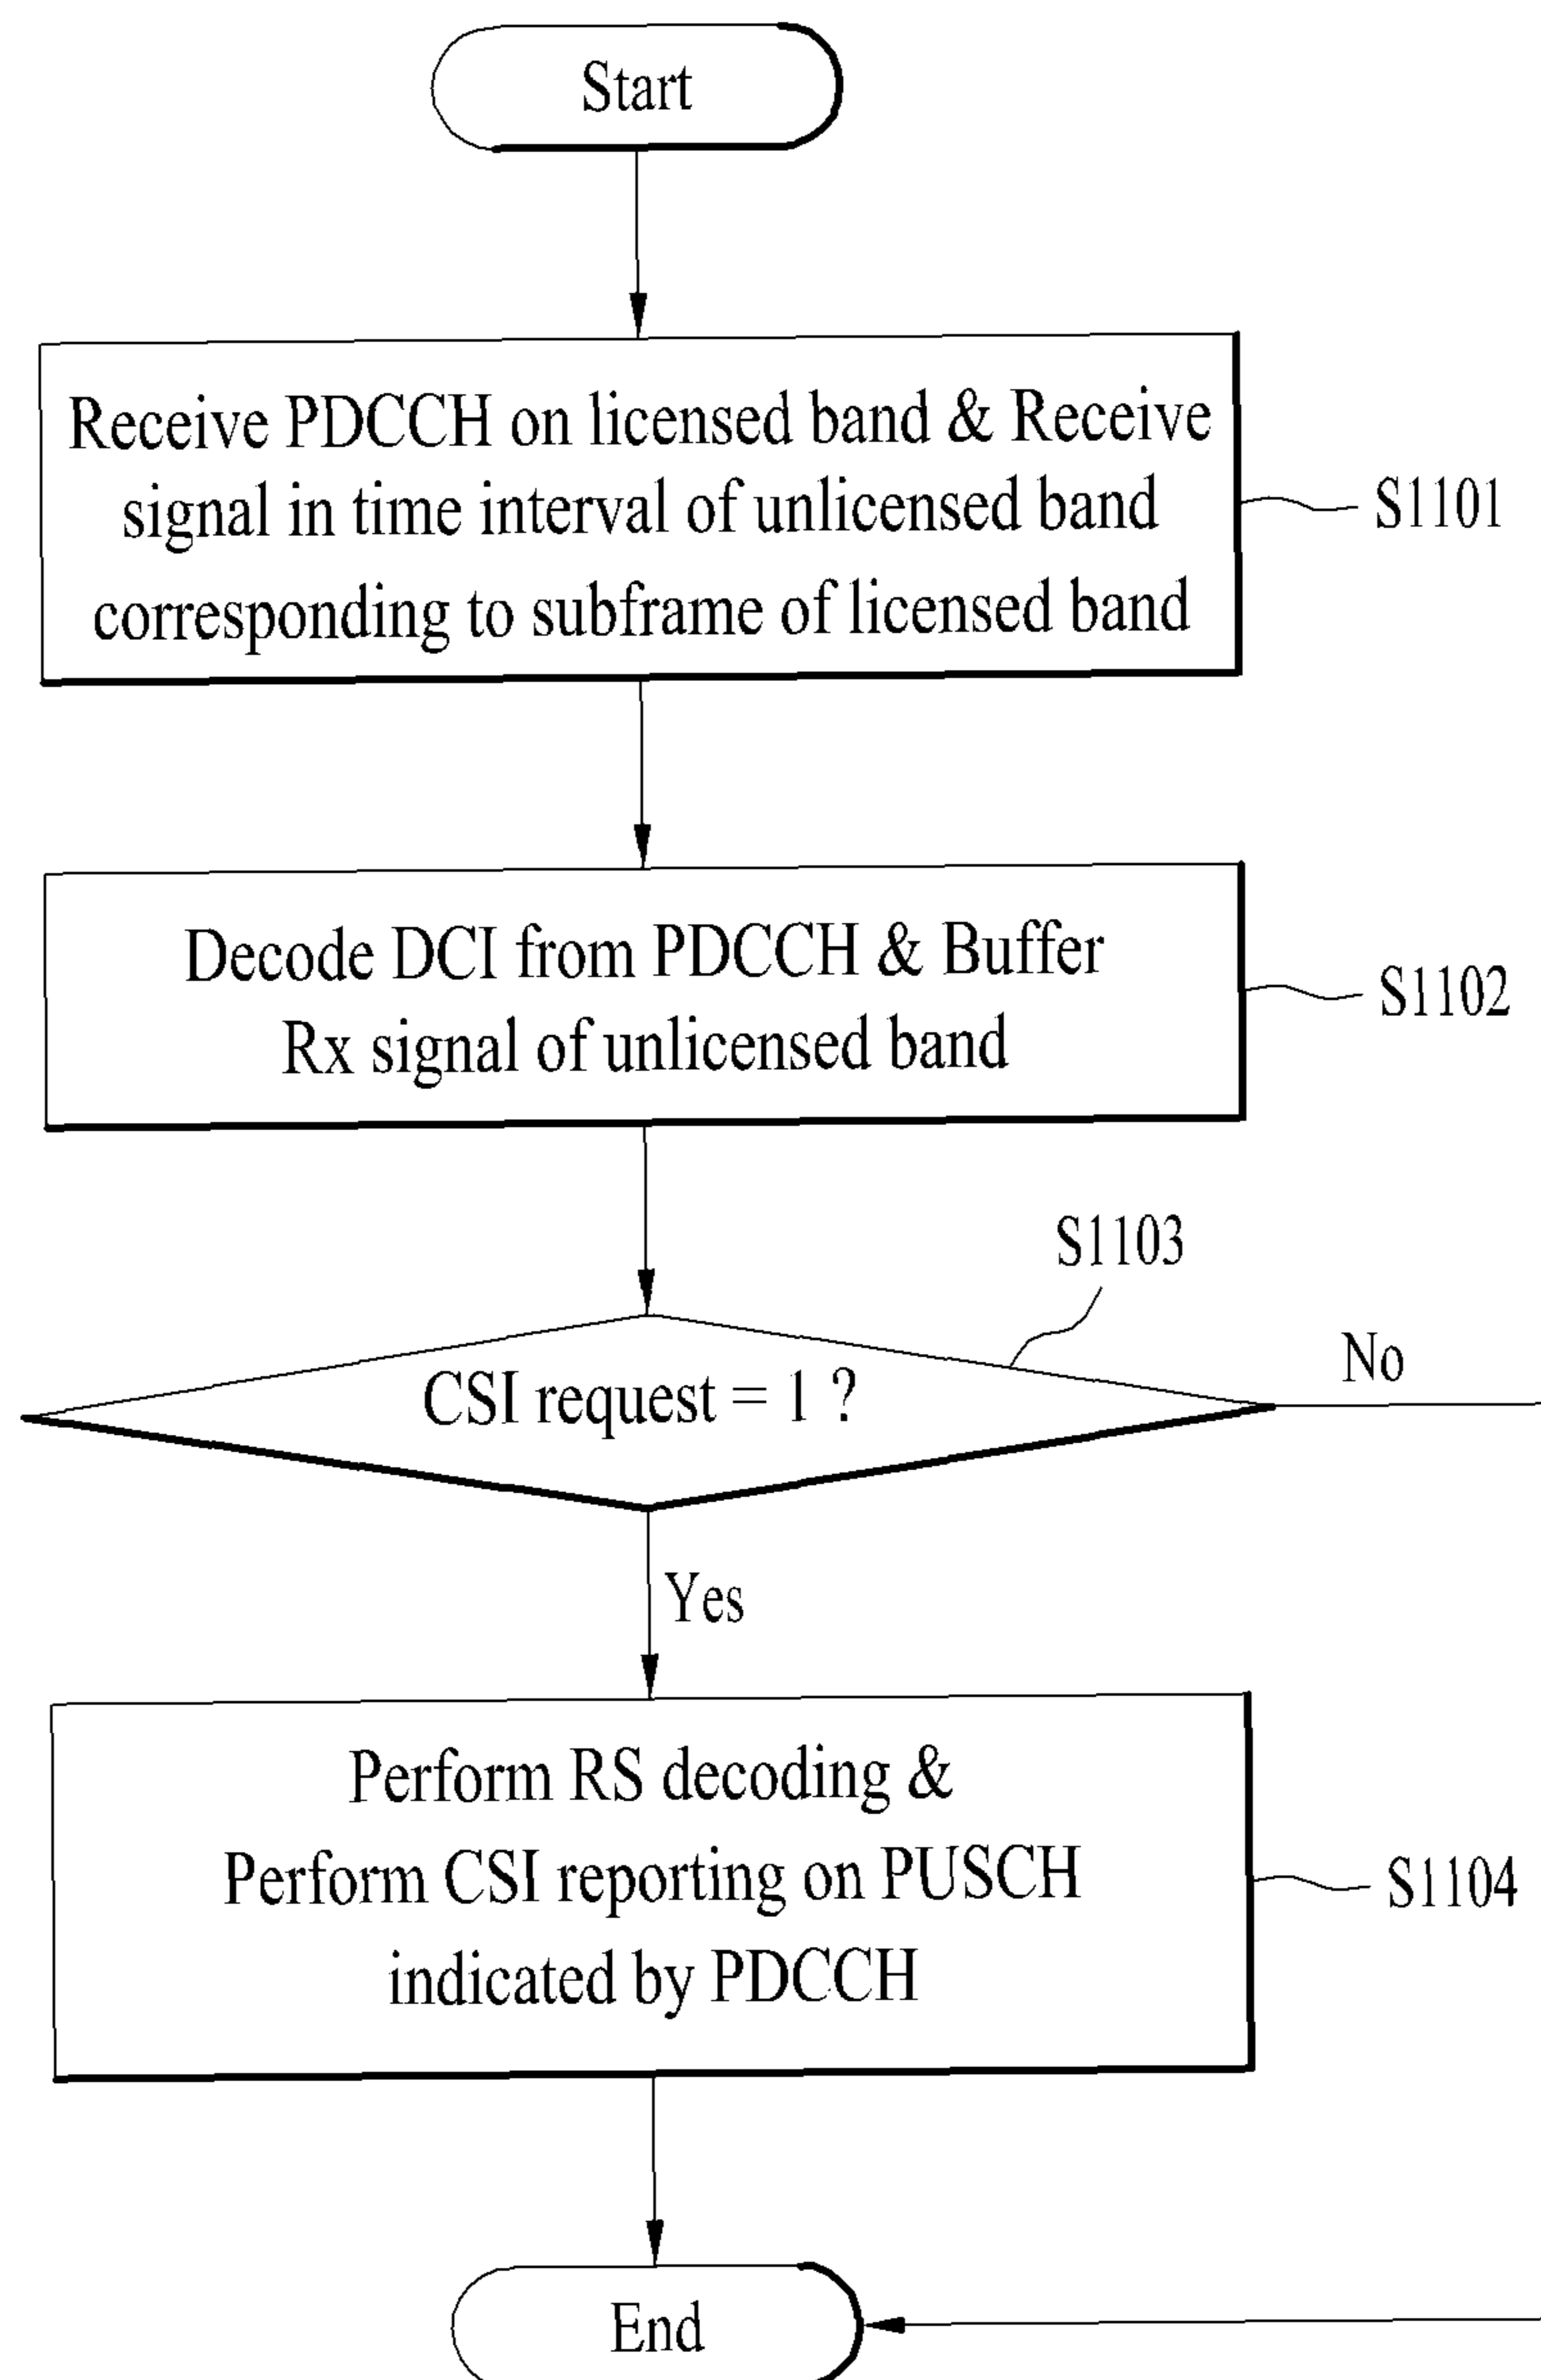 Start
Receive PDCCH on licensed band & Receive
signal in time interval of unlicensed band
corresponding to subframe of licensed band
S1101
Decode DCI from PDCCH & Buffer
Rx signal of unlicensed band
S1102
S1103
CSI request = 1 ?
No
Yes
Perform RS decoding &
Perform CSI reporting on PUSCH
indicated by PDCCH
S1104
End